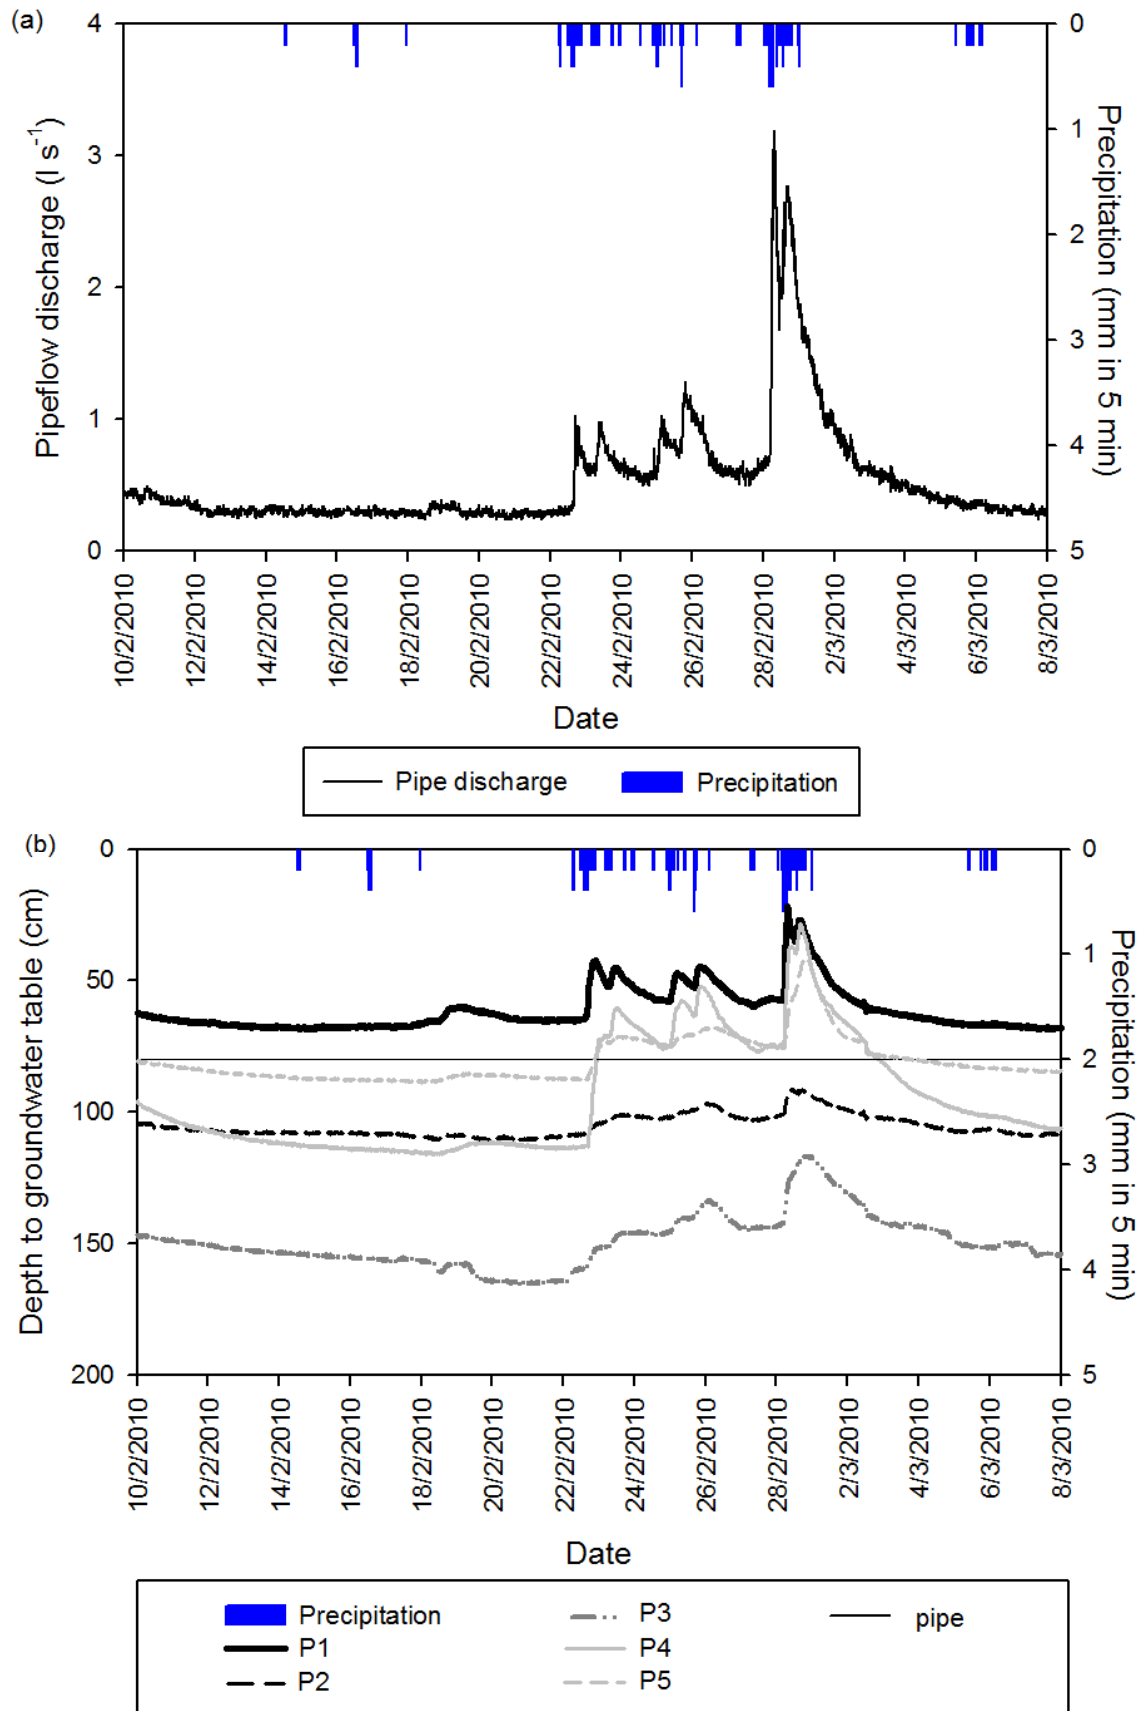 (a)
4
3
2
1
0
Pipeflow discharge (l s⁻¹)
0
1
2
3
4
5
Precipitation (mm in 5 min)
10/2/2010
12/2/2010
14/2/2010
16/2/2010
18/2/2010
20/2/2010
22/2/2010
24/2/2010
26/2/2010
28/2/2010
2/3/2010
4/3/2010
6/3/2010
8/3/2010
Date
Pipe discharge
Precipitation
(b)
0
50
100
150
200
Depth to groundwater table (cm)
0
1
2
3
4
5
Precipitation (mm in 5 min)
10/2/2010
12/2/2010
14/2/2010
16/2/2010
18/2/2010
20/2/2010
22/2/2010
24/2/2010
26/2/2010
28/2/2010
2/3/2010
4/3/2010
6/3/2010
8/3/2010
Date
Precipitation
P1
P2
P3
P4
P5
pipe